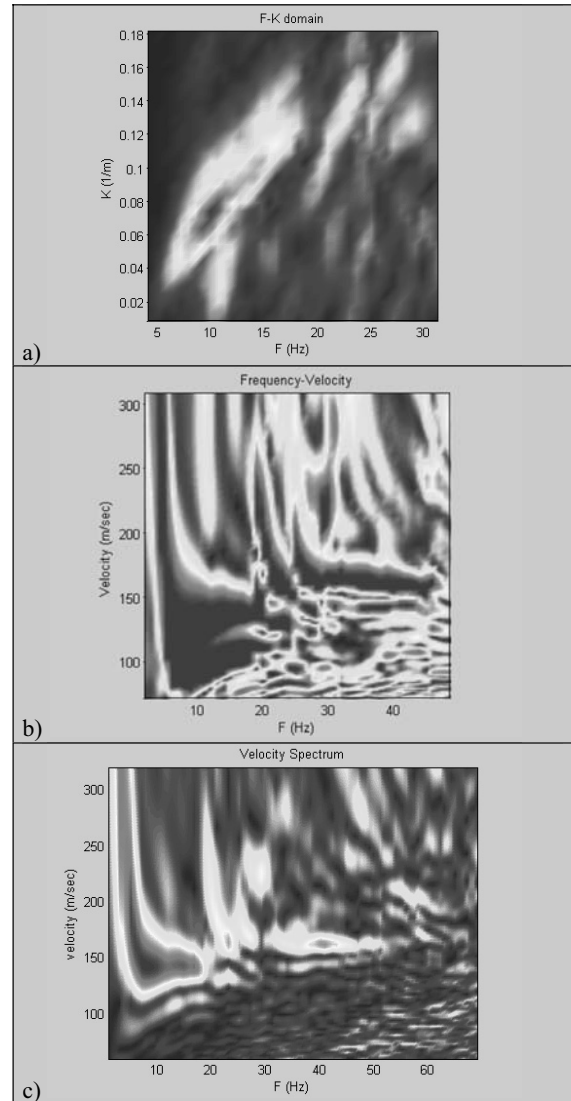 F-K domain
0.18
0.16
0.14
0.12
0.1
0.08
0.06
0.04
0.02
K (1/m)
5 10 15 20 25 30
F (Hz)
a)
Frequency-Velocity
300
250
200
150
100
Velocity (m/sec)
10 20 30 40
F (Hz)
b)
Velocity Spectrum
300
250
200
150
100
velocity (m/sec)
10 20 30 40 50 60
F (Hz)
c)